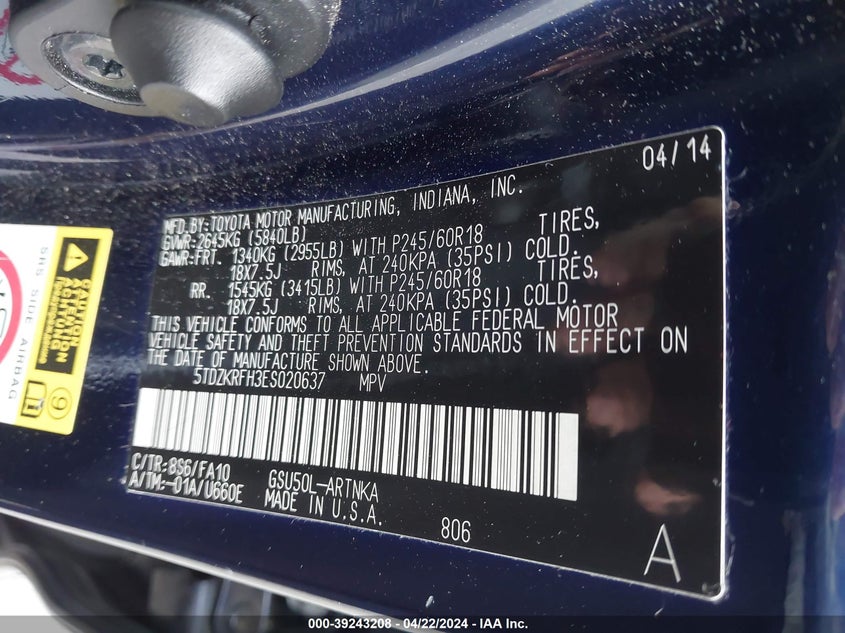 04/14
MFD. BY: TOYOTA MOTOR MANUFACTURING, INDIANA, INC.
GVWR: 2645KG (5840LB)
GAWR: FRT. 1340KG (2955LB) WITH P245/60R18 TIRES,
18X7.5J RIMS, AT 240KPA (35PSI) COLD.
RR. 1545KG (3415LB) WITH P245/60R18 TIRES,
18X7.5J RIMS, AT 240KPA (35PSI) COLD.
THIS VEHICLE CONFORMS TO ALL APPLICABLE FEDERAL MOTOR
VEHICLE SAFETY AND THEFT PREVENTION STANDARDS IN EFFECT ON
THE DATE OF MANUFACTURE SHOWN ABOVE.
5TDZKRFH3ES020637 MPV
C/TR: 8S6/FA10
A/TM: -01A/U660E
GSU50L-ARTNKA
MADE IN U.S.A.
806
A
SRS SIDE AIRBAG
CAUTION
ACHTUNG
9
000-39243208 - 04/22/2024 - IAA Inc.